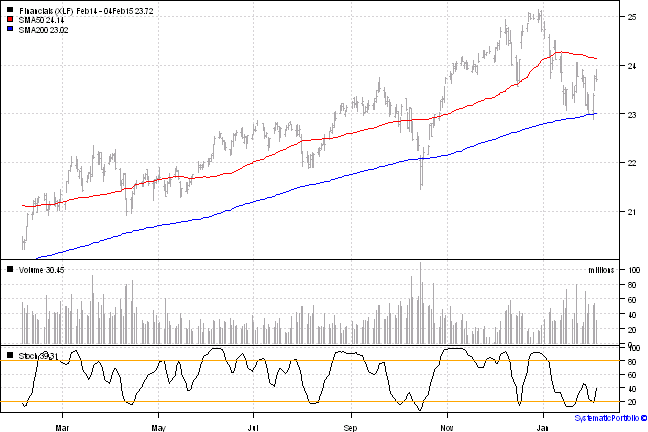 Financials (XLF) Feb14 - 04Feb15 23.72
SMA50 24.14
SMA200 23.02
25
24
23
22
21
Volume 30.45
millions
100
80
60
40
20
0
Stoch 39.31
100
80
60
40
20
Mar May Jul Sep Nov Jan
SystematicPortfolio ©